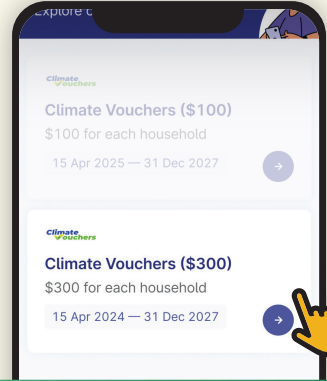 Explore
Climate
Vouchers
Climate Vouchers ($100)
$100 for each household
15 Apr 2025 — 31 Dec 2027
Climate
Vouchers
Climate Vouchers ($300)
$300 for each household
15 Apr 2024 — 31 Dec 2027